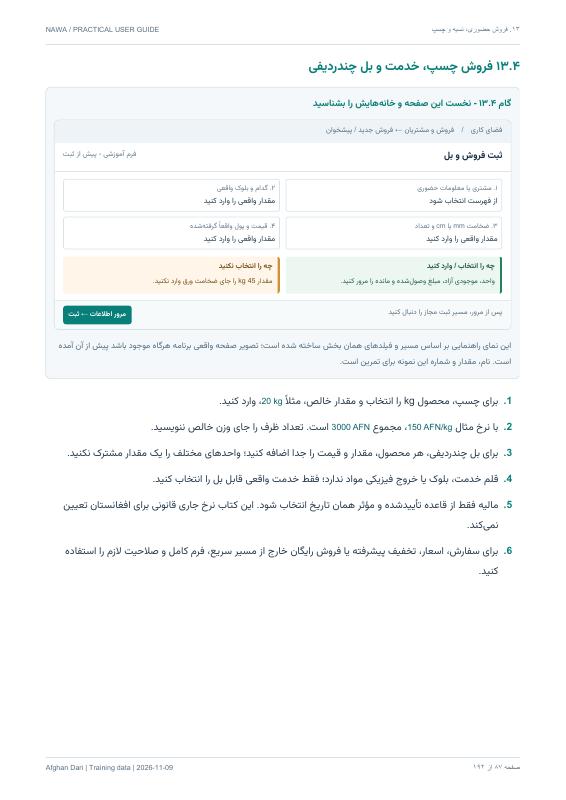 ۱۳. فروش حضوری، نسیه و چسپ
NAWA / PRACTICAL USER GUIDE
۱۳.۴ فروش چسپ، خدمت و بل چندردیفی
گام ۱۳.۴ - نخست این صفحه و خانه‌هایش را بشناسید
فضای کاری / فروش و مشتریان ← فروش جدید / پیشخوان
ثبت فروش و بل
فرم آموزشی - پیش از ثبت
۱. مشتری یا معلومات حضوری
از فهرست انتخاب شود
۲. گدام و بلوک واقعی
مقدار واقعی را وارد کنید
۳. ضخامت mm یا cm و تعداد
مقدار واقعی را وارد کنید
۴. قیمت و پول واقعاً گرفته‌شده
مقدار واقعی را وارد کنید
چه را انتخاب / وارد کنید
واحد، موجودی آزاد، مبلغ وصول‌شده و مانده را مرور کنید.
چه را انتخاب نکنید
مقدار 45 kg را جای ضخامت ورق وارد نکنید.
پس از مرور، مسیر ثبت مجاز را دنبال کنید
مرور اطلاعات ← ثبت
این نمای راهنمایی بر اساس مسیر و فیلدهای همان بخش ساخته شده است؛ تصویر صفحه واقعی برنامه هرگاه موجود باشد پیش از آن آمده
است. نام، مقدار و شماره این نمونه برای تمرین است.
1. برای چسپ، محصول kg را انتخاب و مقدار خالص، مثلاً 20 kg، وارد کنید.
2. با نرخ مثال 150 AFN/kg، مجموع 3000 AFN است. تعداد ظرف را جای وزن خالص ننویسید.
3. برای بل چندردیفی، هر محصول، مقدار و قیمت را جدا اضافه کنید؛ واحدهای مختلف را یک مقدار مشترک نکنید.
4. قلم خدمت، بلوک یا خروج فیزیکی مواد ندارد؛ فقط خدمت واقعی قابل بل را انتخاب کنید.
5. مالیه فقط از قاعده تأییدشده و مؤثر همان تاریخ انتخاب شود. این کتاب نرخ جاری قانونی برای افغانستان تعیین
نمی‌کند.
6. برای سفارش، اسعار، تخفیف پیشرفته یا فروش رایگان خارج از مسیر سریع، فرم کامل و صلاحیت لازم را استفاده
کنید.
صفحه ۸۷ از ۱۹۲
Afghan Dari | Training data | 2026-11-09